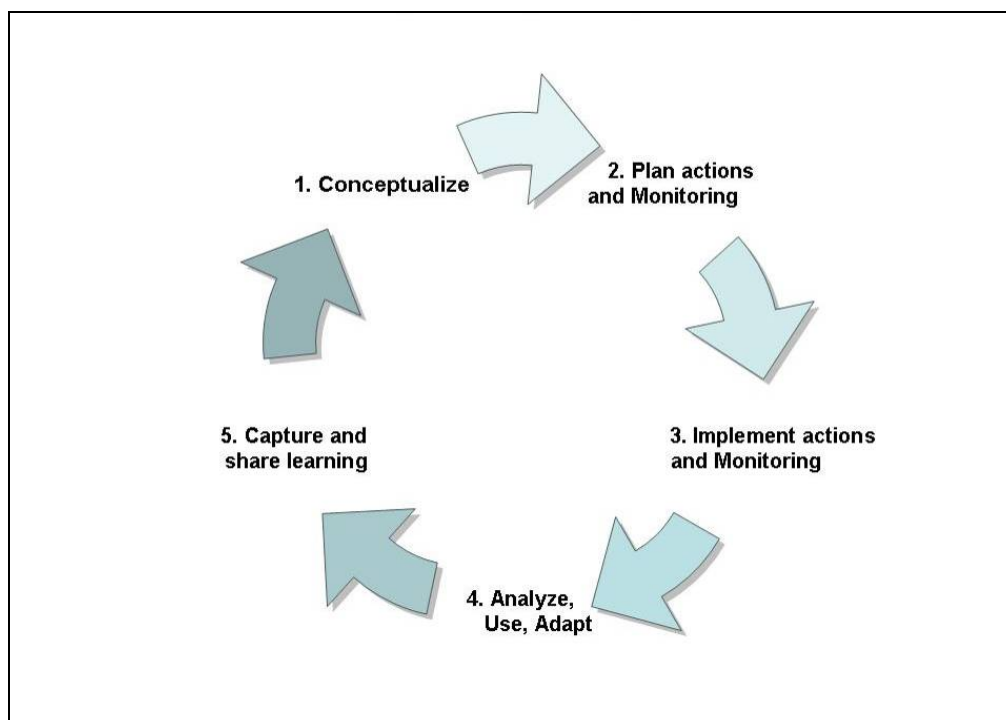 1. Conceptualize
2. Plan actions
and Monitoring
3. Implement actions
and Monitoring
4. Analyze,
Use, Adapt
5. Capture and
share learning